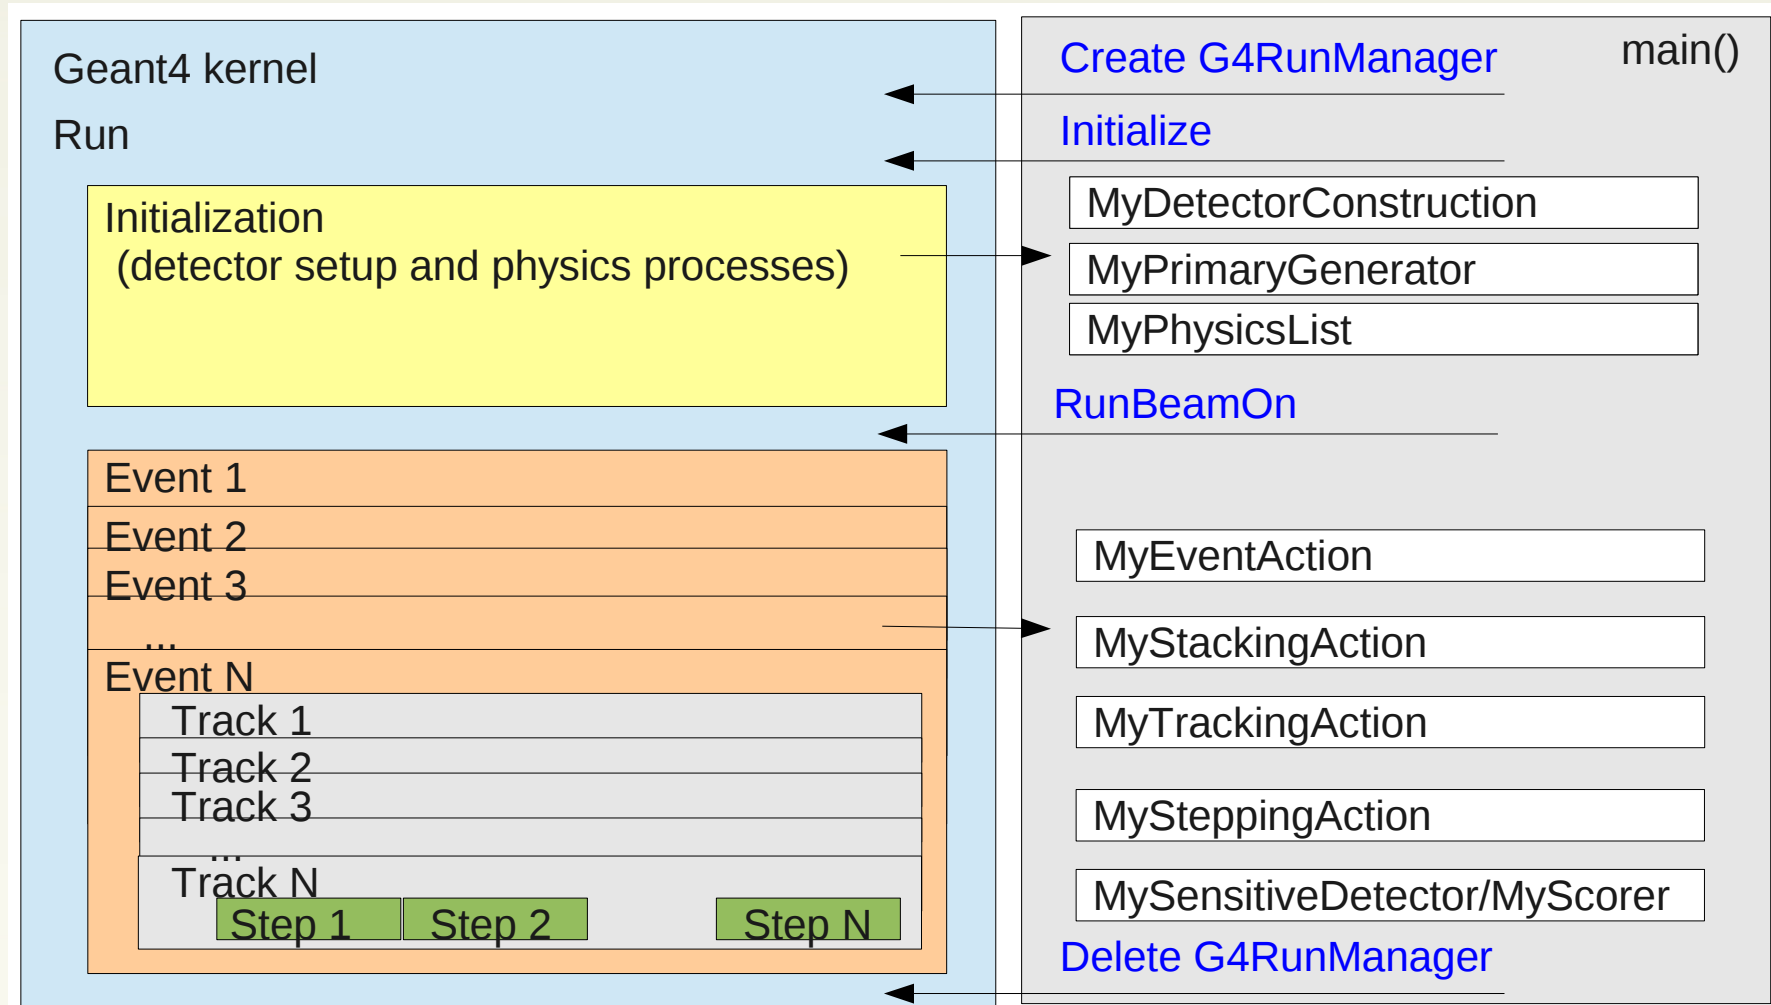 Geant4 kernel
Run
Initialization
(detector setup and physics processes)
Event 1
Event 2
Event 3
...
Event N
Track 1
Track 2
Track 3
...
Track N
Step 1 Step 2 Step N
main()
Create G4RunManager
Initialize
MyDetectorConstruction
MyPrimaryGenerator
MyPhysicsList
RunBeamOn
MyEventAction
MyStackingAction
MyTrackingAction
MySteppingAction
MySensitiveDetector/MyScorer
Delete G4RunManager